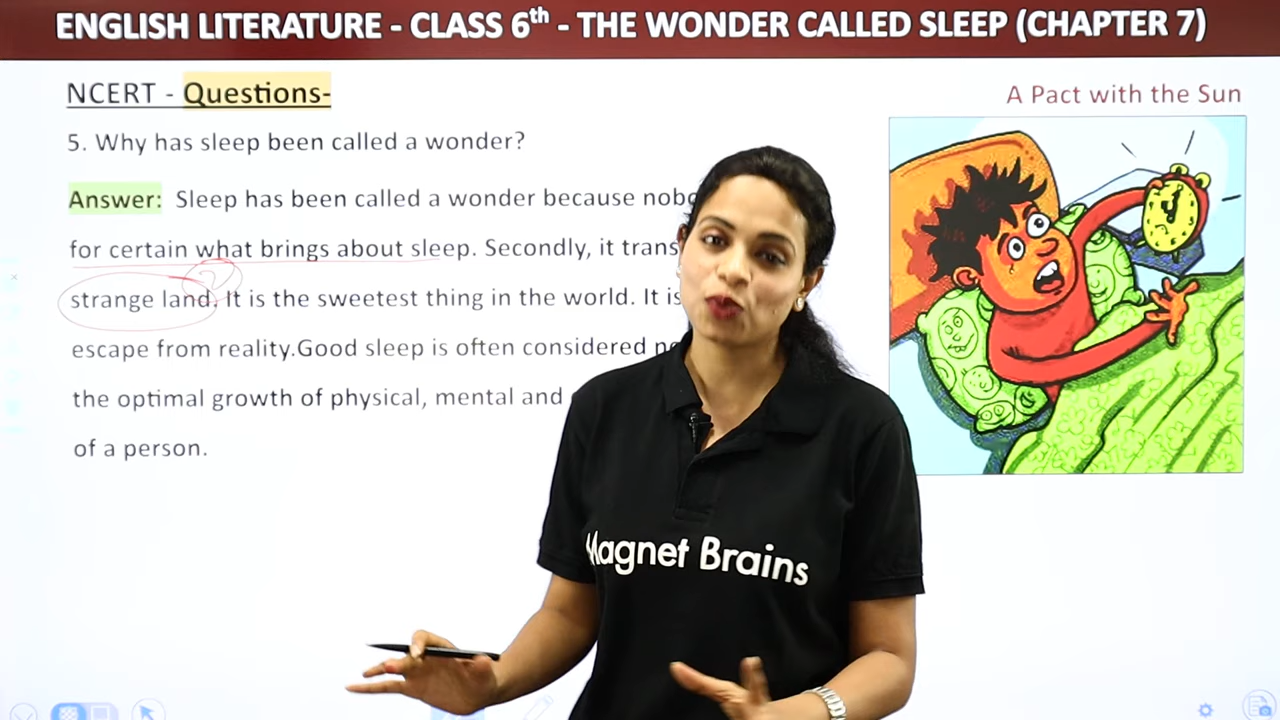 ENGLISH LITERATURE - CLASS 6th - THE WONDER CALLED SLEEP (CHAPTER 7)
NCERT - Questions-
A Pact with the Sun
5. Why has sleep been called a wonder?
Answer: Sleep has been called a wonder because
for certain what brings about sleep. Secondly, it
strange land. It is the sweetest thing in the world. It is
escape from reality.Good sleep is often considered
the optimal growth of physical, mental and
of a person.
Magnet Brains